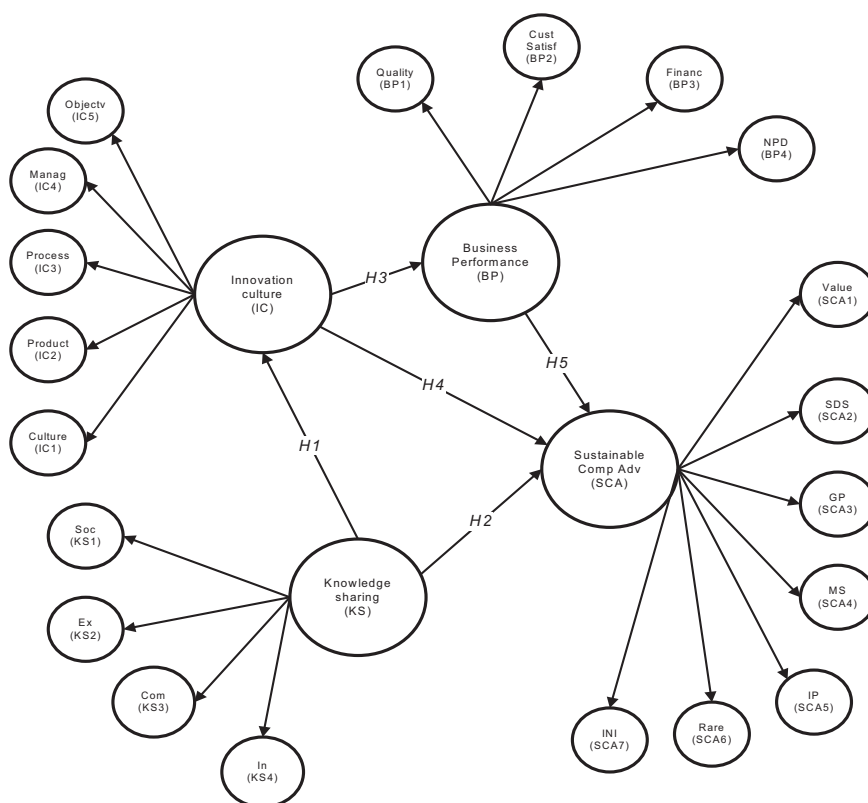 Cust
Satisf
(BP2)
Quality
(BP1)
Financ
(BP3)
Objectv
(IC5)
NPD
(BP4)
Manag
(IC4)
Process
(IC3)
Business
Performance
(BP)
Innovation
culture
(IC)
H3
Value
(SCA1)
Product
(IC2)
H5
H4
SDS
(SCA2)
Culture
(IC1)
H1
Sustainable
Comp Adv
(SCA)
GP
(SCA3)
H2
Soc
(KS1)
Knowledge
sharing
(KS)
MS
(SCA4)
Ex
(KS2)
Com
(KS3)
IP
(SCA5)
INI
(SCA7)
Rare
(SCA6)
In
(KS4)